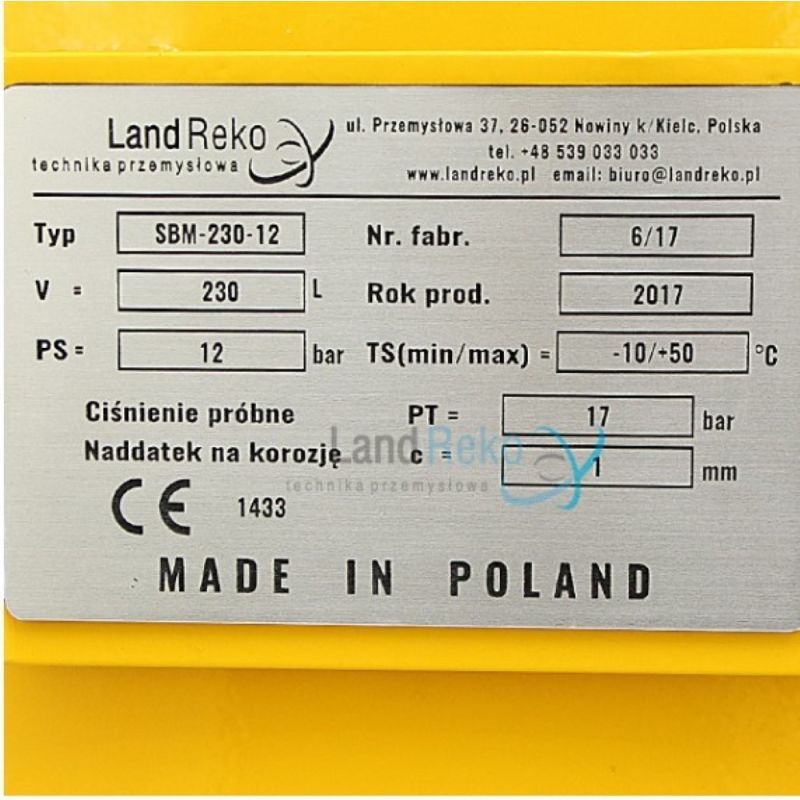 Land Reko
technika przemysłowa
ul. Przemysłowa 37, 26-052 Nowiny k/Kielc, Polska
tel. +48 539 033 033
www.landreko.pl email: biuro@landreko.pl
Typ SBM-230-12 Nr. fabr. 6/17
V = 230 L Rok prod. 2017
PS = 12 bar TS(min/max) = -10/+50 °C
Ciśnienie próbne PT = 17 bar
Naddatek na korozję c = 1 mm
Land Reko
technika przemysłowa
CE 1433
MADE IN POLAND